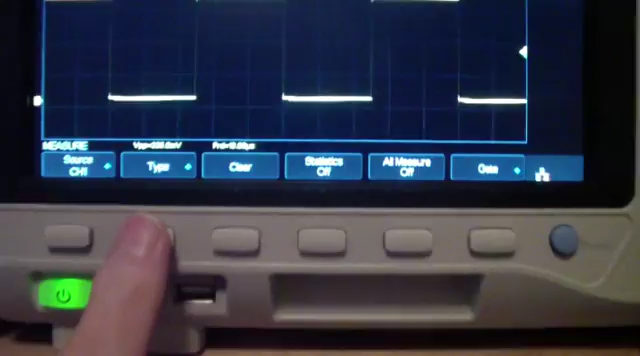 MEASURE
Source
CH1
Type
Clear
Statistics
Off
All Measure
Off
Gate